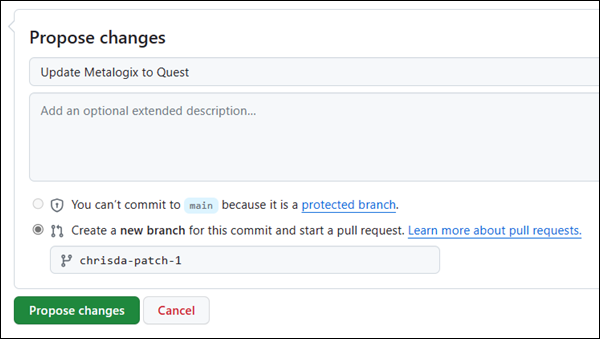 Propose changes
Update Metalogix to Quest
Add an optional extended description...
You can’t commit to main because it is a protected branch.
Create a new branch for this commit and start a pull request. Learn more about pull requests.
chrisda-patch-1
Propose changes Cancel